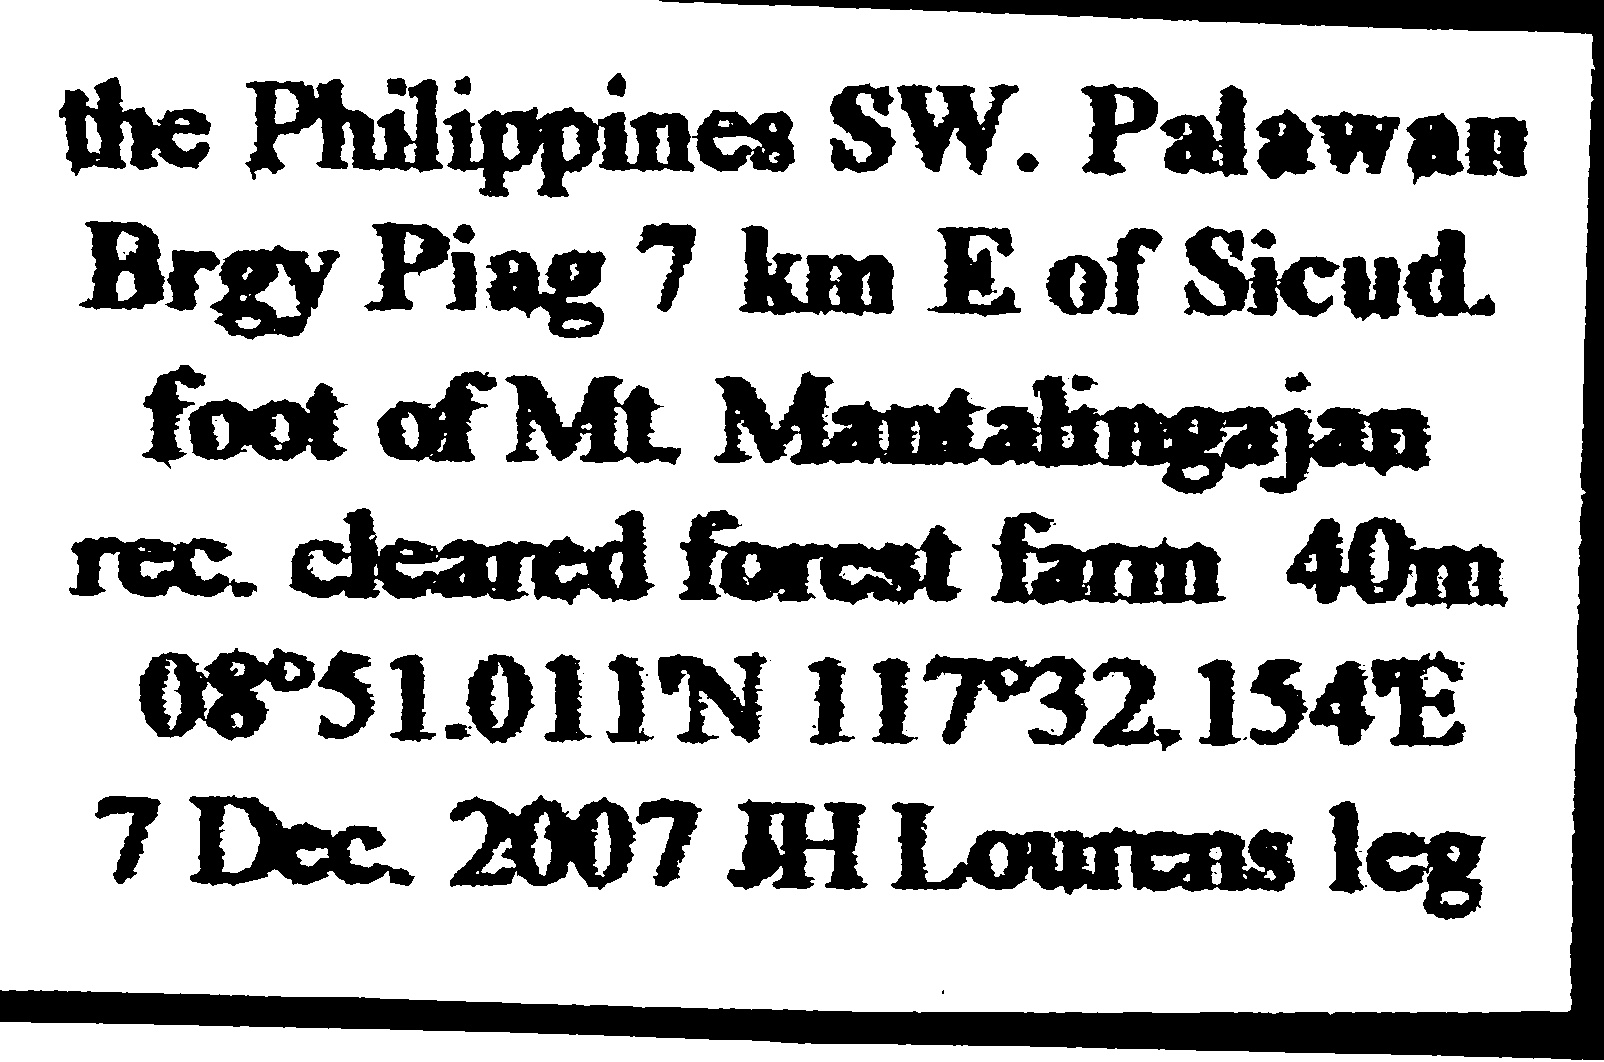 the Philippines SW. Palawan
Brgy Piag 7 km E of Sicud.
foot of Mt. Mantalingajan
rec. cleared forest farm 40m
08°51.011'N 117°32.154'E
7 Dec. 2007 JH Lourens leg